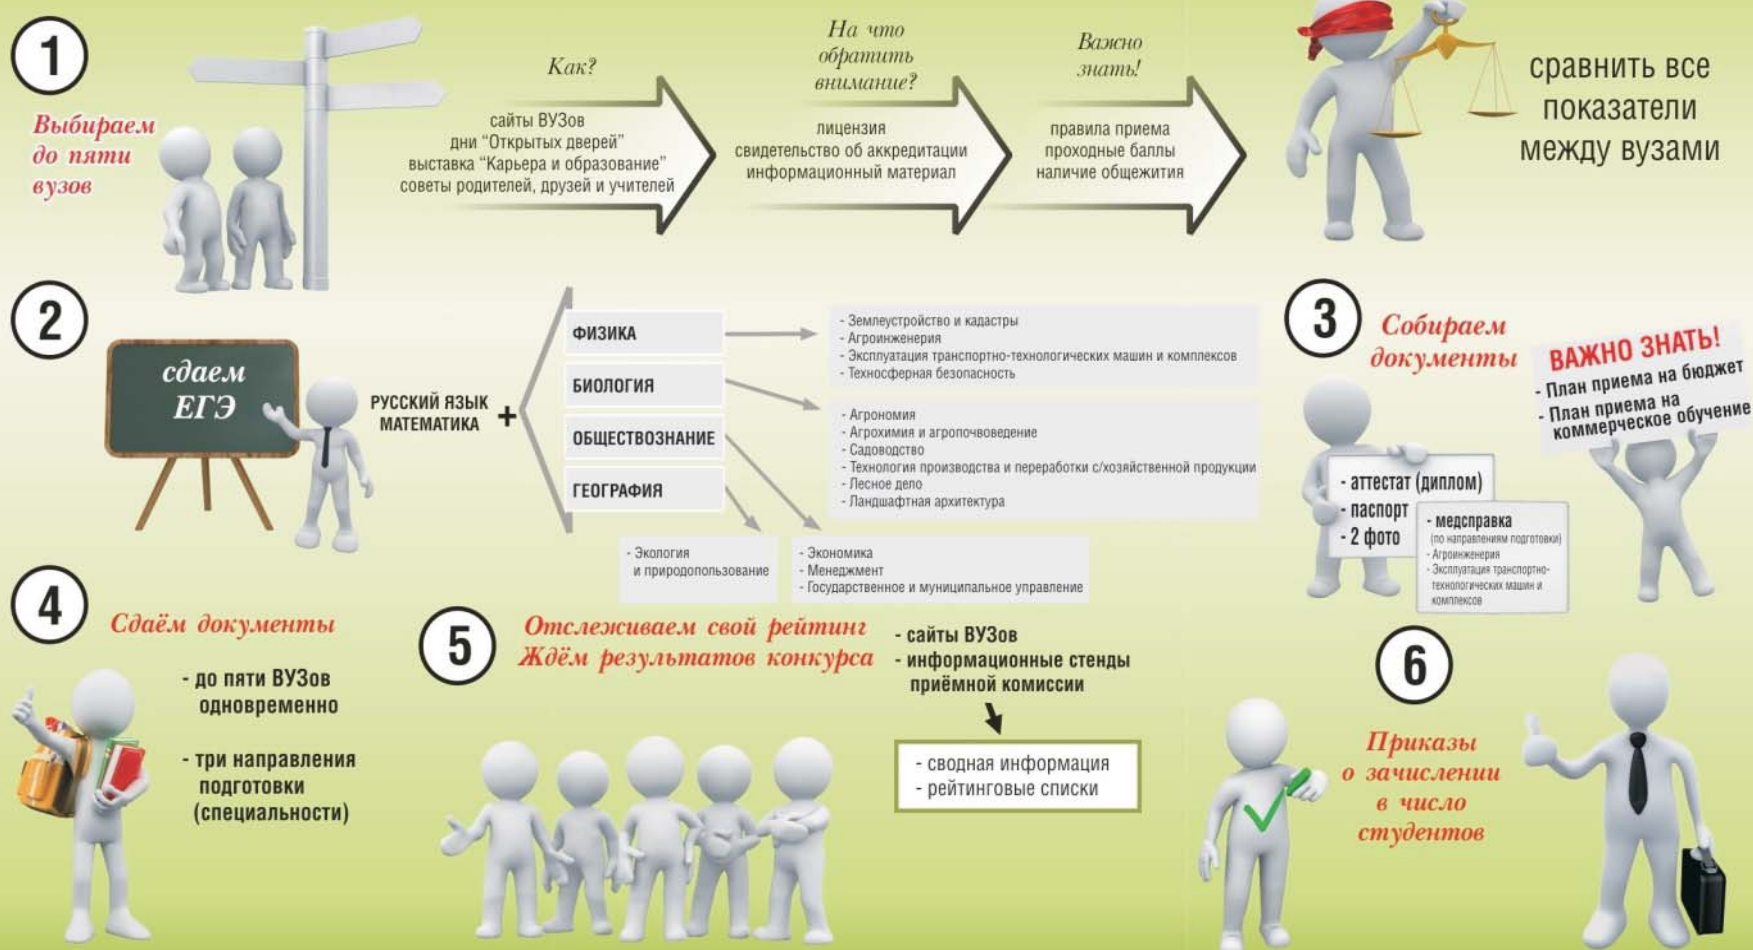 1
Выбираем
до пяти
вузов
Как?
сайты ВУЗов
дни "Открытых дверей"
выставка "Карьера и образование"
советы родителей, друзей и учителей
На что
обратить
внимание?
лицензия
свидетельство об аккредитации
информационный материал
Важно
знать!
правила приема
проходные баллы
наличие общежития
сравнить все
показатели
между вузами
2
сдаем
ЕГЭ
РУССКИЙ ЯЗЫК
МАТЕМАТИКА
+
ФИЗИКА
БИОЛОГИЯ
ОБЩЕСТВОЗНАНИЕ
ГЕОГРАФИЯ
- Землеустройство и кадастры
- Агроинженерия
- Эксплуатация транспортно-технологических машин и комплексов
- Техносферная безопасность
- Агрономия
- Агрохимия и агропочвоведение
- Садоводство
- Технология производства и переработки с/хозяйственной продукции
- Лесное дело
- Ландшафтная архитектура
- Экология
и природопользование
- Экономика
- Менеджмент
- Государственное и муниципальное управление
3
Собираем
документы
ВАЖНО ЗНАТЬ!
- План приема на бюджет
- План приема на
коммерческое обучение
- аттестат (диплом)
- паспорт
- 2 фото
- медсправка
(по направлениям подготовки)
- Агроинженерия
- Эксплуатация транспортно-
технологических машин и
комплексов
4
Сдаём документы
- до пяти ВУЗов
одновременно
- три направления
подготовки
(специальности)
5
Отслеживаем свой рейтинг
Ждём результатов конкурса
- сайты ВУЗов
- информационные стенды
приёмной комиссии
- сводная информация
- рейтинговые списки
6
Приказы
о зачислении
в число
студентов